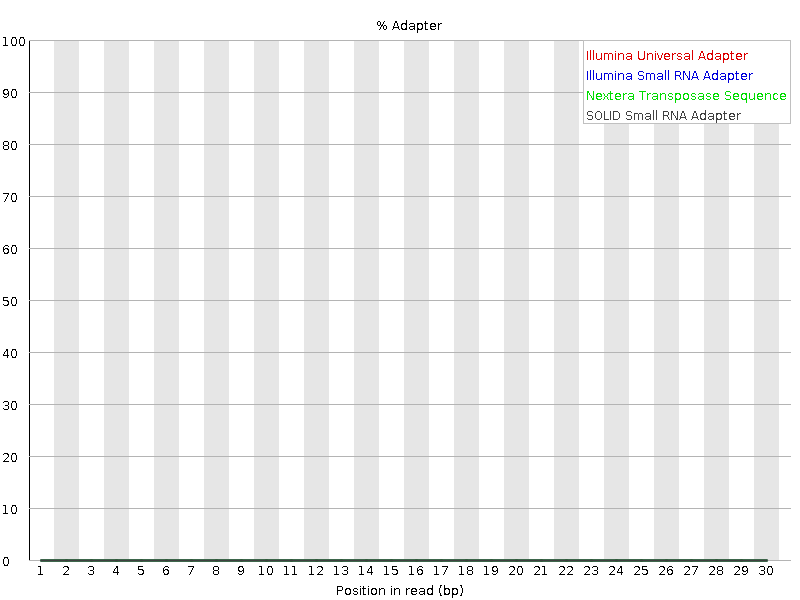 % Adapter
100
90
80
70
60
50
40
30
20
10
0
Illumina Universal Adapter
Illumina Small RNA Adapter
Nextera Transposase Sequence
SOLID Small RNA Adapter
1 2 3 4 5 6 7 8 9 10 11 12 13 14 15 16 17 18 19 20 21 22 23 24 25 26 27 28 29 30
Position in read (bp)